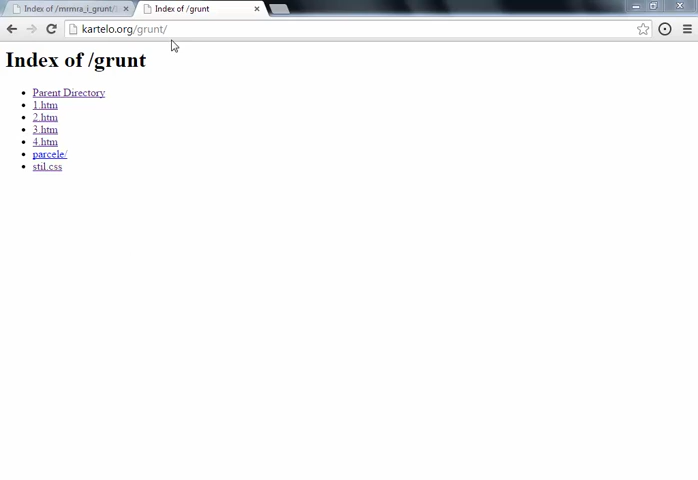 Index of /mrmra_i_grunt/
Index of /grunt
kartelo.org/grunt/
Index of /grunt
Parent Directory
1.htm
2.htm
3.htm
4.htm
parcele/
stil.css